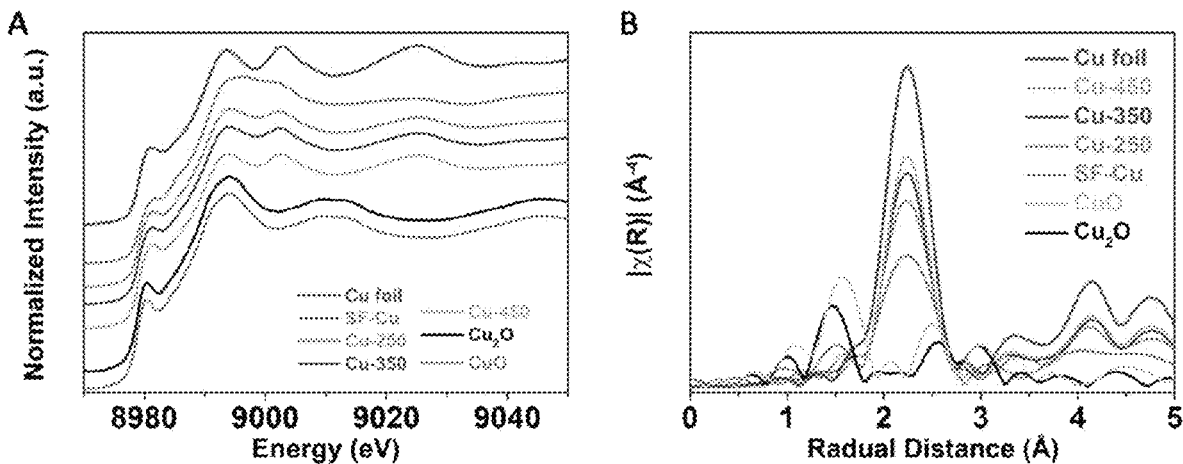 A
Normalized Intensity (a.u.)
Cu foil
SF-Cu
Cu-250
Cu-350
Cu-450
Cu₂O
CuO
8980 9000 9020 9040
Energy (eV)
B
|χ(R)| (Å⁻⁴)
Cu foil
Cu-450
Cu-350
Cu-250
SF-Cu
CuO
Cu₂O
0 1 2 3 4 5
Radual Distance (Å)